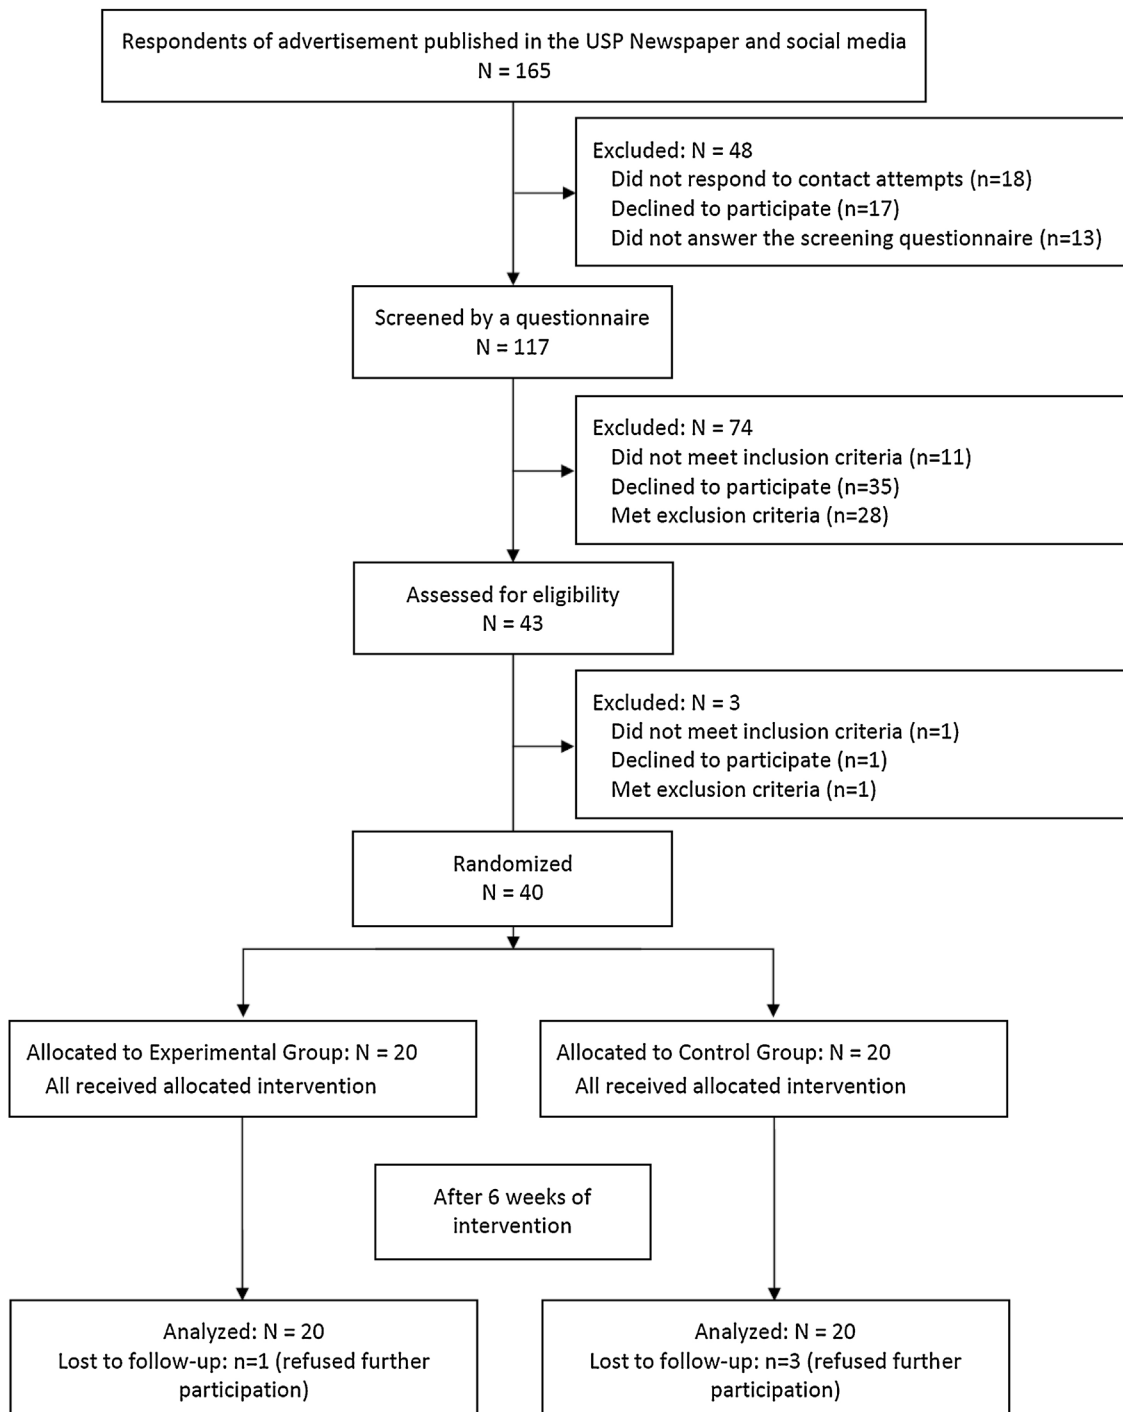 Respondents of advertisement published in the USP Newspaper and social media
N = 165
Excluded: N = 48
Did not respond to contact attempts (n=18)
Declined to participate (n=17)
Did not answer the screening questionnaire (n=13)
Screened by a questionnaire
N = 117
Excluded: N = 74
Did not meet inclusion criteria (n=11)
Declined to participate (n=35)
Met exclusion criteria (n=28)
Assessed for eligibility
N = 43
Excluded: N = 3
Did not meet inclusion criteria (n=1)
Declined to participate (n=1)
Met exclusion criteria (n=1)
Randomized
N = 40
Allocated to Experimental Group: N = 20
All received allocated intervention
Allocated to Control Group: N = 20
All received allocated intervention
After 6 weeks of
intervention
Analyzed: N = 20
Lost to follow-up: n=1 (refused further
participation)
Analyzed: N = 20
Lost to follow-up: n=3 (refused further
participation)